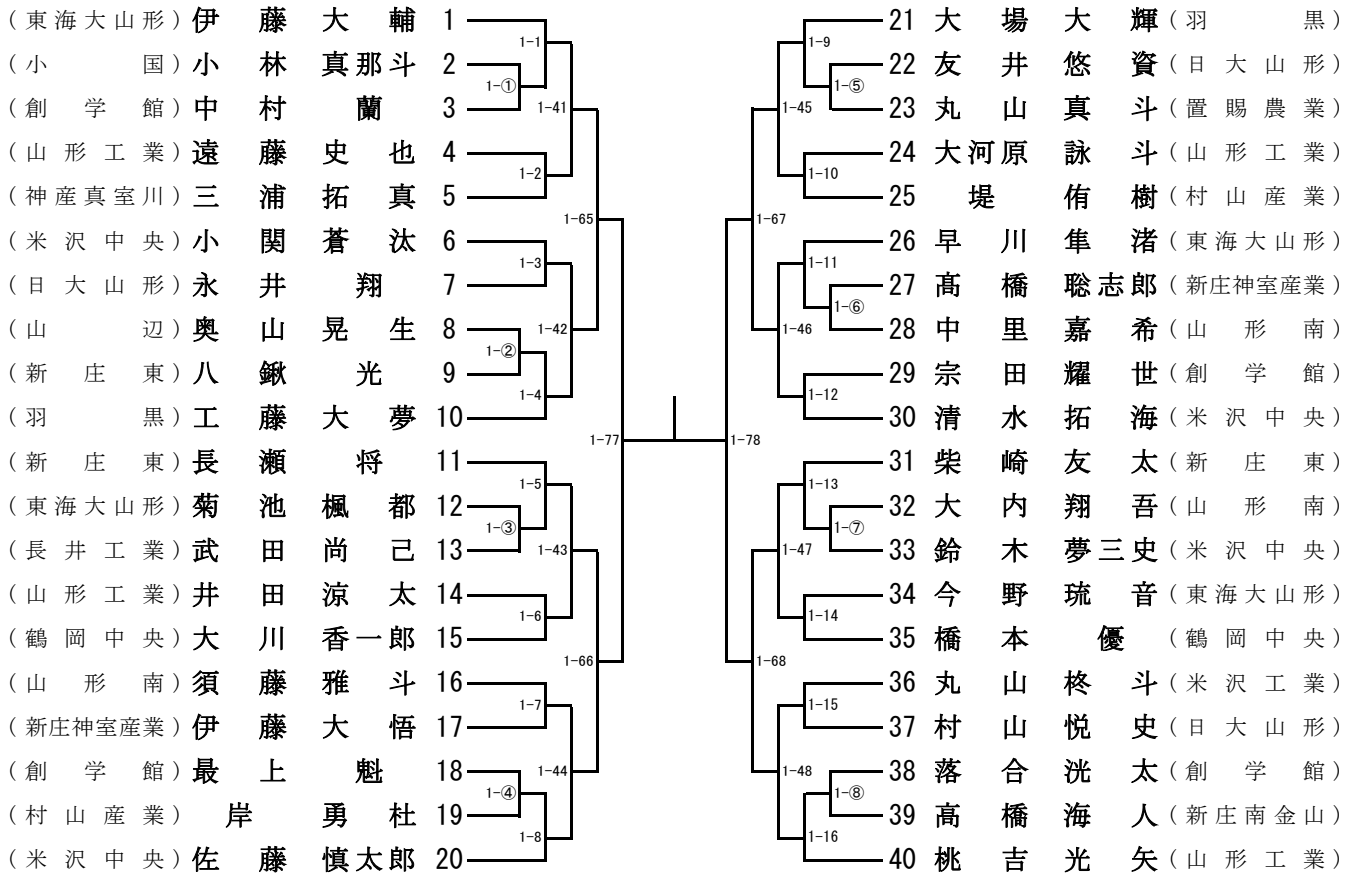 (東海大山形) 伊藤大輔 1 21 大場大輝 (羽黒)
1-1 1-9
(小国) 小林真那斗 2 22 友井悠資 (日大山形)
1-① 1-⑤
(創学館) 中村蘭 3 1-41 1-45 23 丸山真斗 (置賜農業)
(山形工業) 遠藤史也 4 24 大河原詠斗 (山形工業)
1-2 1-10
(神産真室川) 三浦拓真 5 25 堤侑樹 (村山産業)
1-65 1-67
(米沢中央) 小関蒼汰 6 26 早川隼渚 (東海大山形)
1-3 1-11
(日大山形) 永井翔 7 27 髙橋聡志郎 (新庄神室産業)
1-⑥
(山辺) 奥山晃生 8 1-42 1-46 28 中里嘉希 (山形南)
1-②
(新庄東) 八鍬光 9 29 宗田耀世 (創学館)
1-4 1-12
(羽黒) 工藤大夢 10 30 清水拓海 (米沢中央)
1-77 1-78
(新庄東) 長瀬将 11 31 柴崎友太 (新庄東)
1-5 1-13
(東海大山形) 菊池楓都 12 32 大内翔吾 (山形南)
1-③ 1-⑦
(長井工業) 武田尚己 13 1-43 1-47 33 鈴木夢三史 (米沢中央)
(山形工業) 井田涼太 14 34 今野琉音 (東海大山形)
1-6 1-14
(鶴岡中央) 大川香一郎 15 35 橋本優 (鶴岡中央)
1-66 1-68
(山形南) 須藤雅斗 16 36 丸山柊斗 (米沢工業)
1-7 1-15
(新庄神室産業) 伊藤大悟 17 37 村山悦史 (日大山形)
(創学館) 最上魁 18 1-44 1-48 38 落合洸太 (創学館)
1-④ 1-⑧
(村山産業) 岸勇杜 19 39 高橋海人 (新庄南金山)
1-8 1-16
(米沢中央) 佐藤慎太郎 20 40 桃吉光矢 (山形工業)